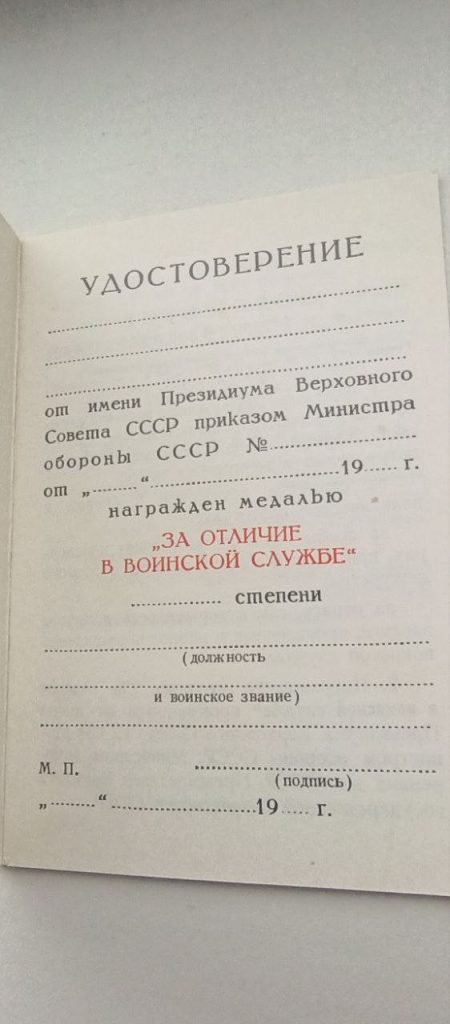 УДОСТОВЕРЕНИЕ
от имени Президиума Верховного
Совета СССР приказом Министра
обороны СССР №..................
от „........“..............................19...... г.
награжден медалью
„ЗА ОТЛИЧИЕ
В ВОИНСКОЙ СЛУЖБЕ“
................ степени
(должность
и воинское звание)
М. П.
(подпись)
„........“..........................19..... г.